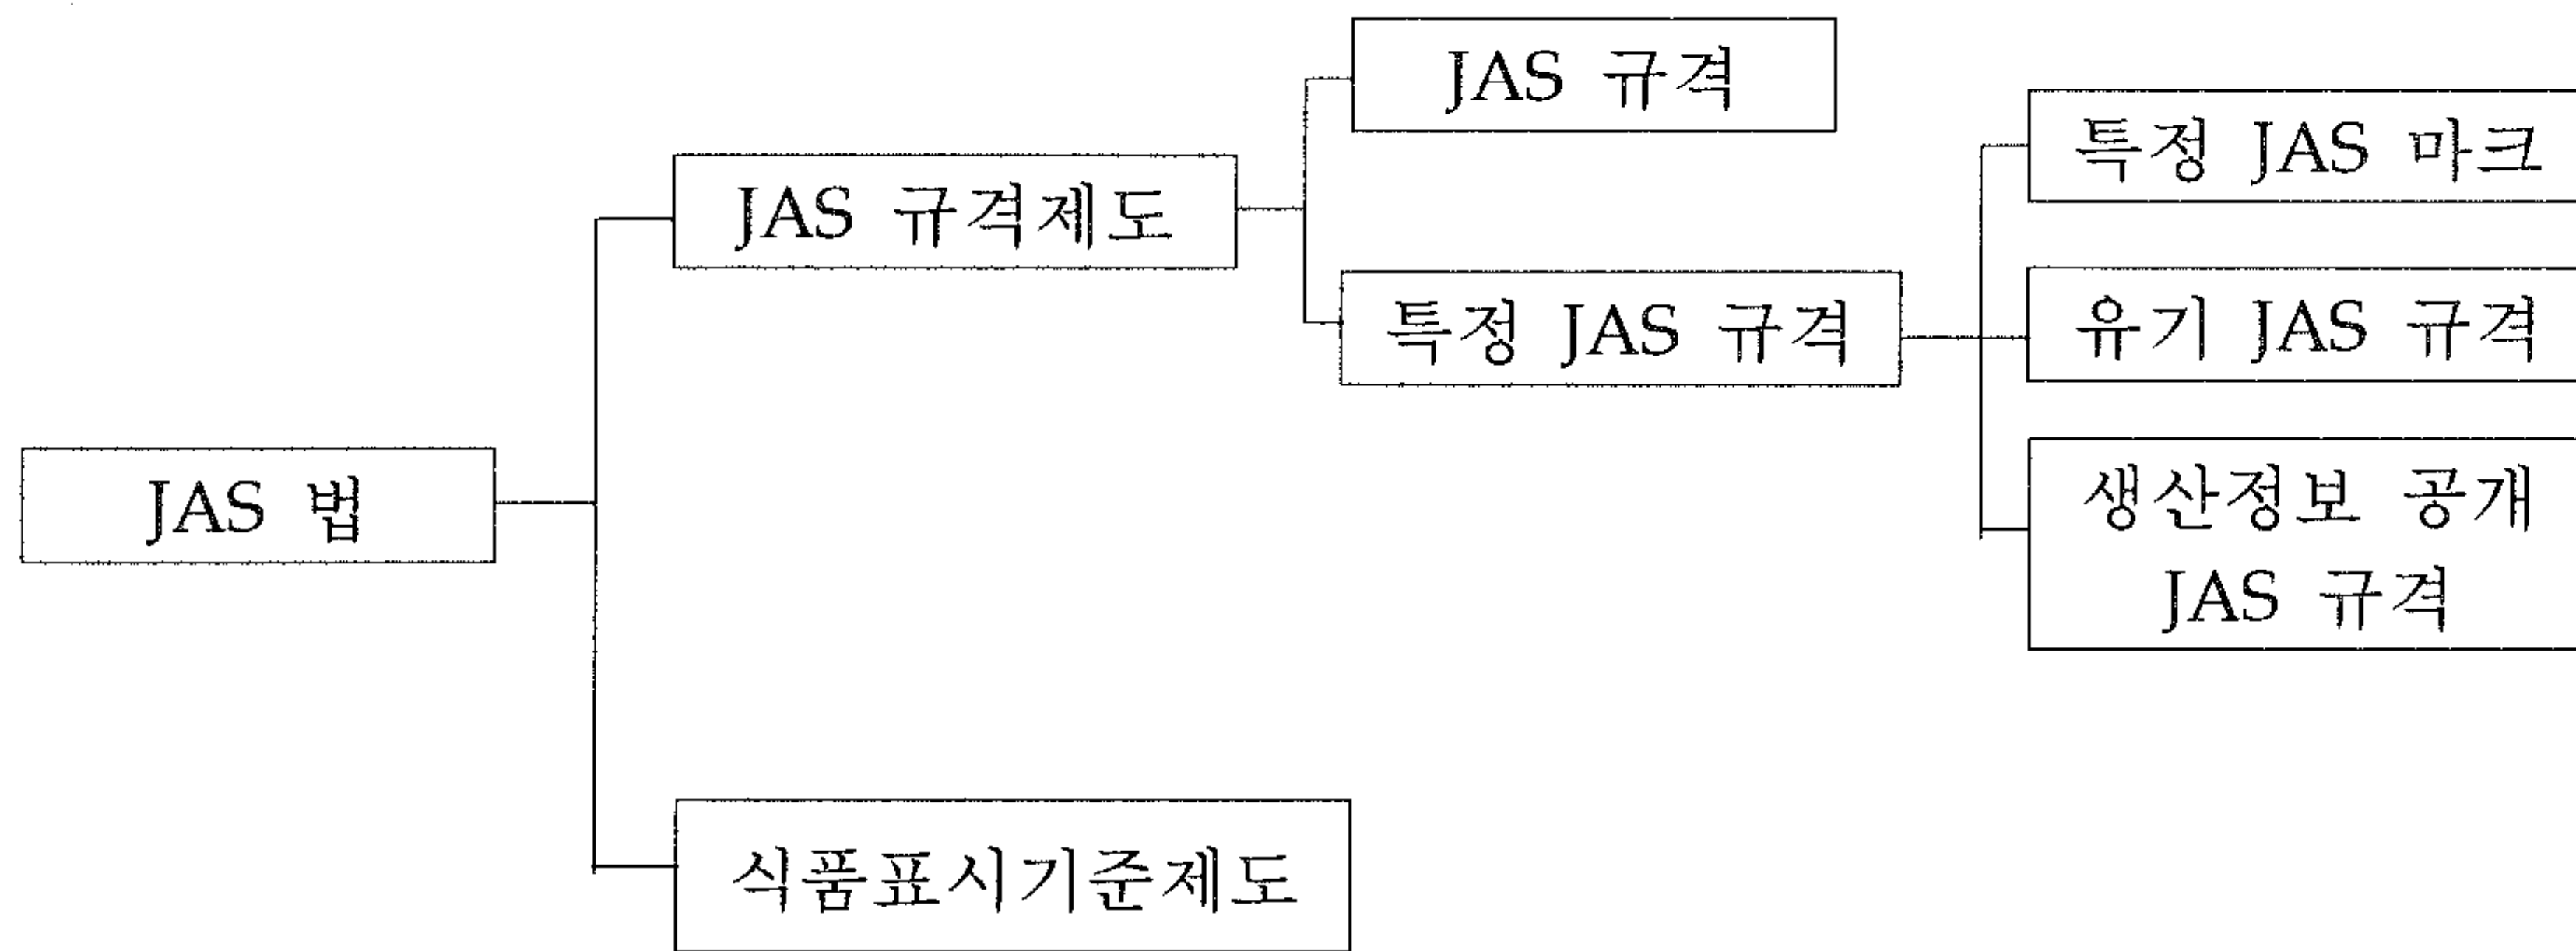 JAS 규격
특정 JAS 마크
JAS 규격제도
유기 JAS 규격
특정 JAS 규격
생산정보 공개
JAS 규격
JAS 법
식품표시기준제도